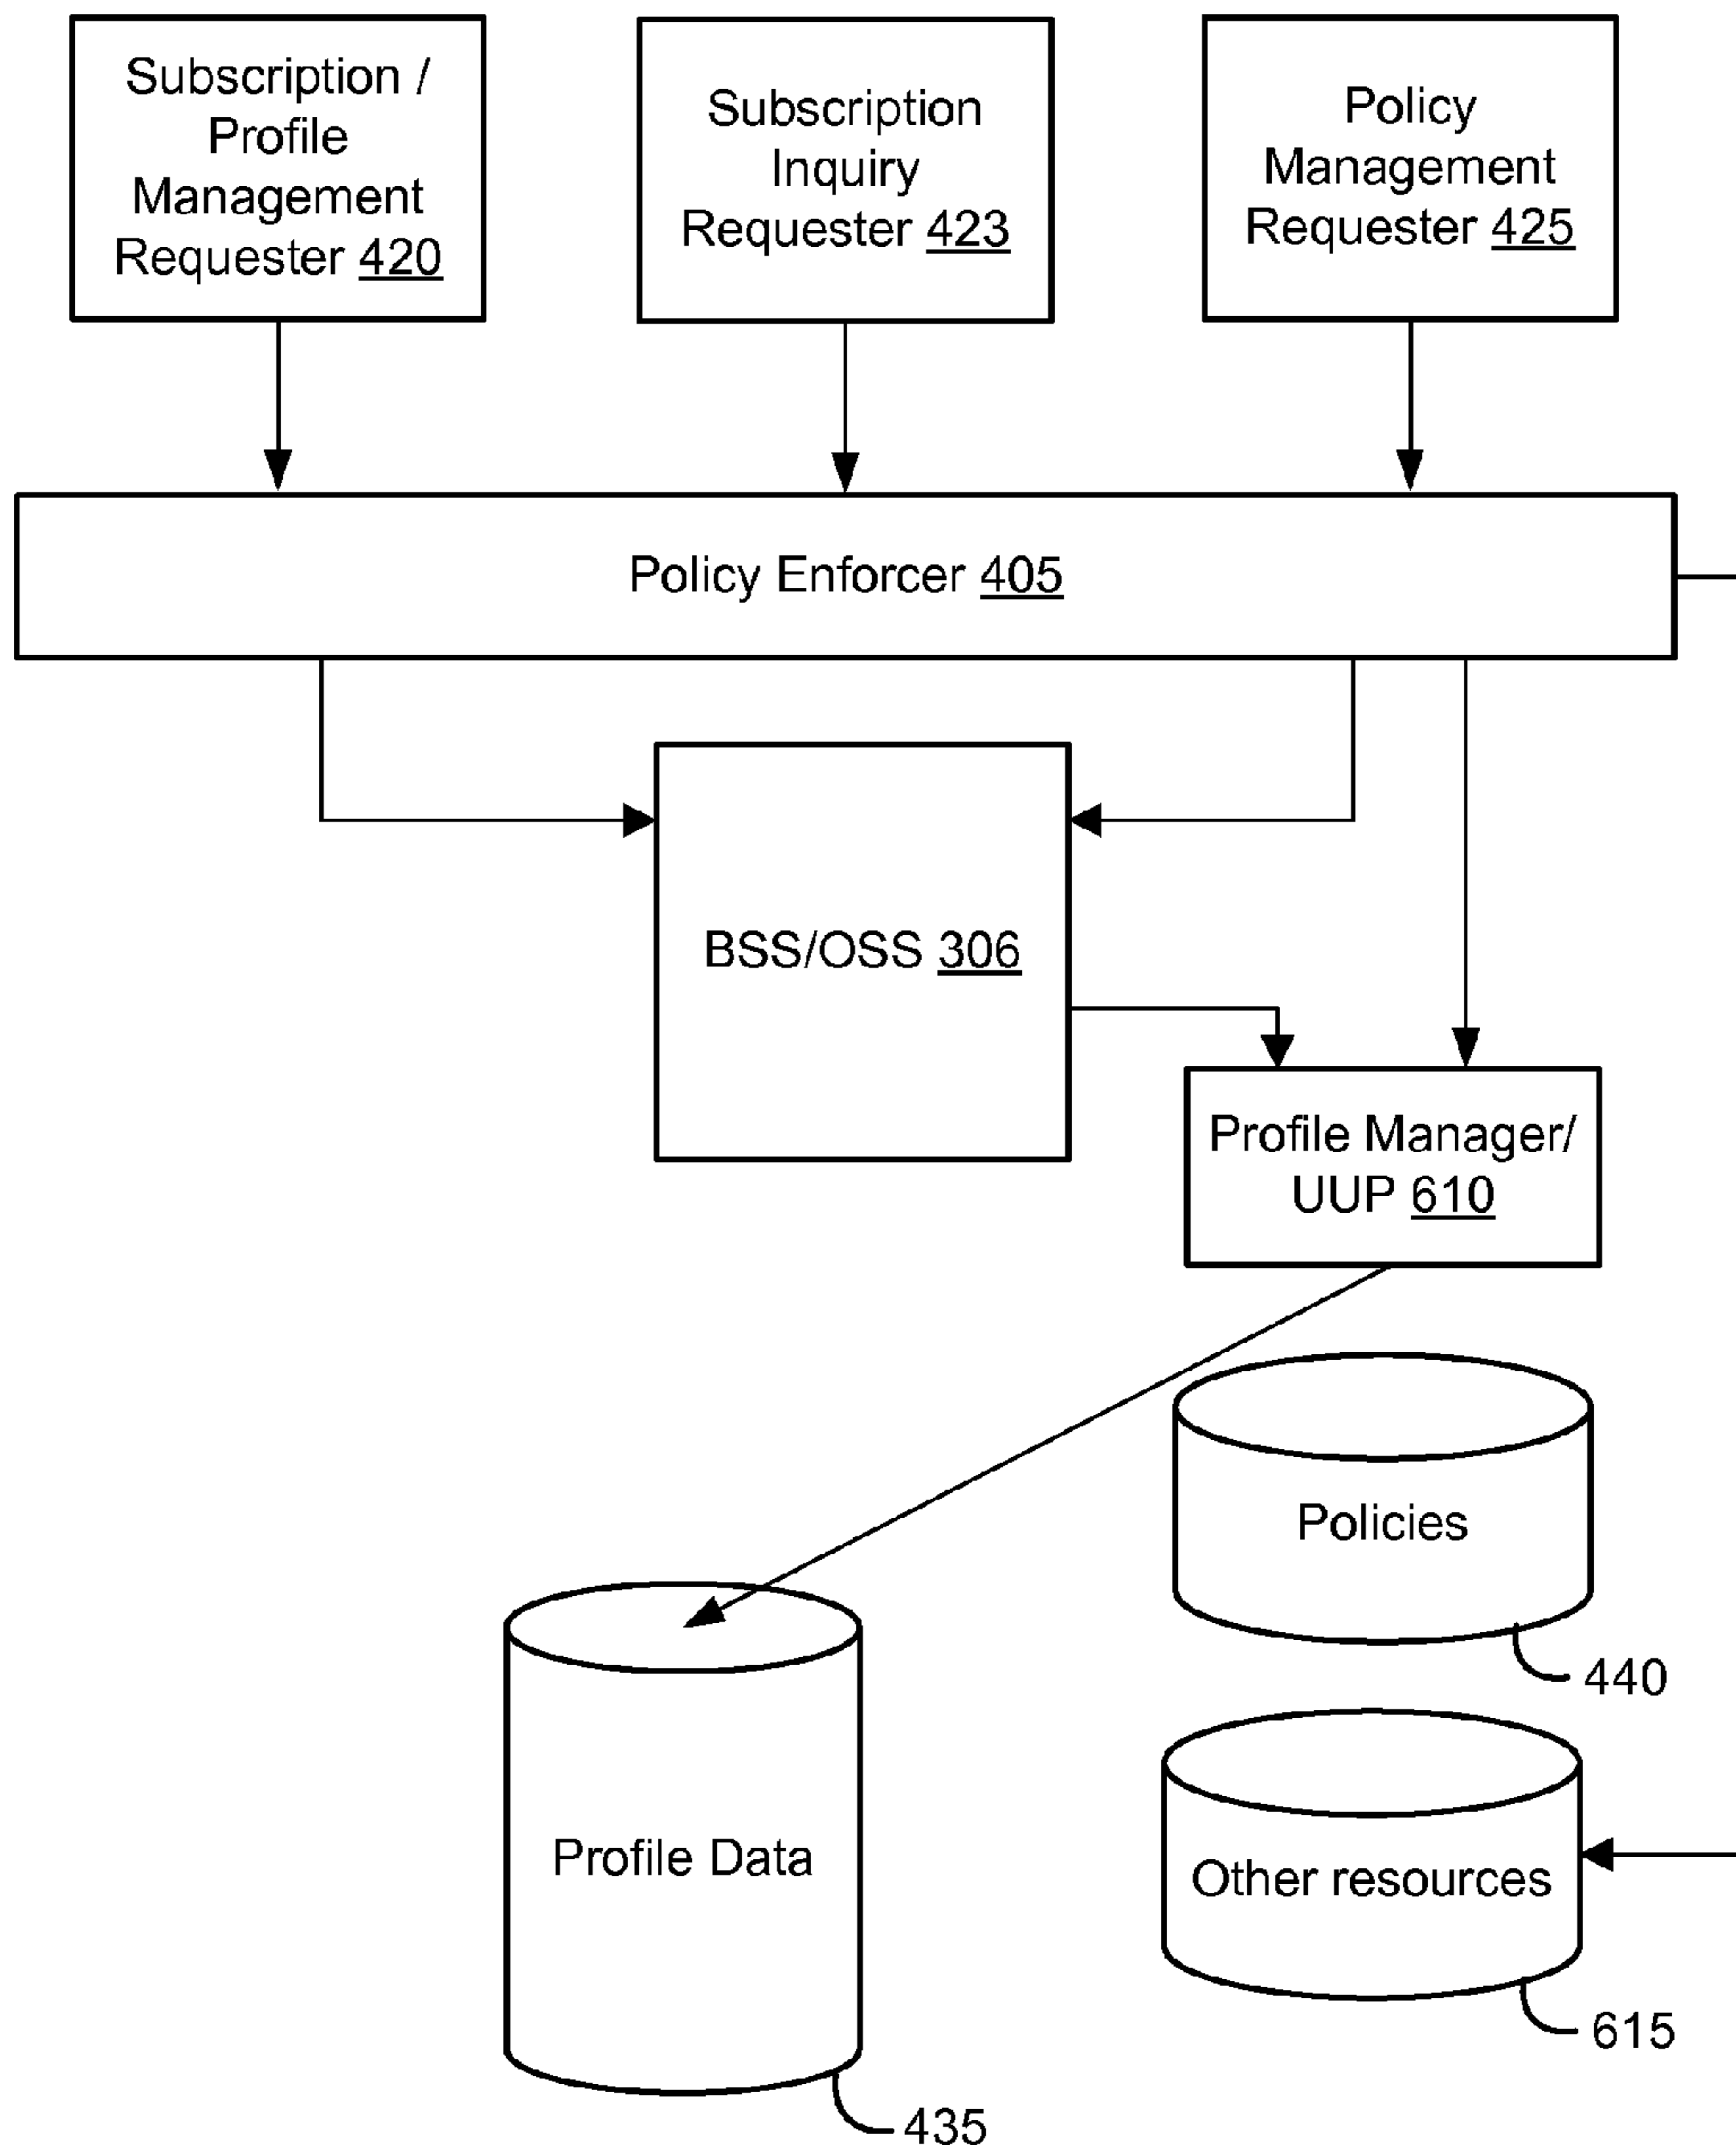 Subscription /
Profile
Management
Requester 420
Subscription
Inquiry
Requester 423
Policy
Management
Requester 425
Policy Enforcer 405
BSS/OSS 306
Profile Manager/
UUP 610
Policies
440
Profile Data
435
Other resources
615